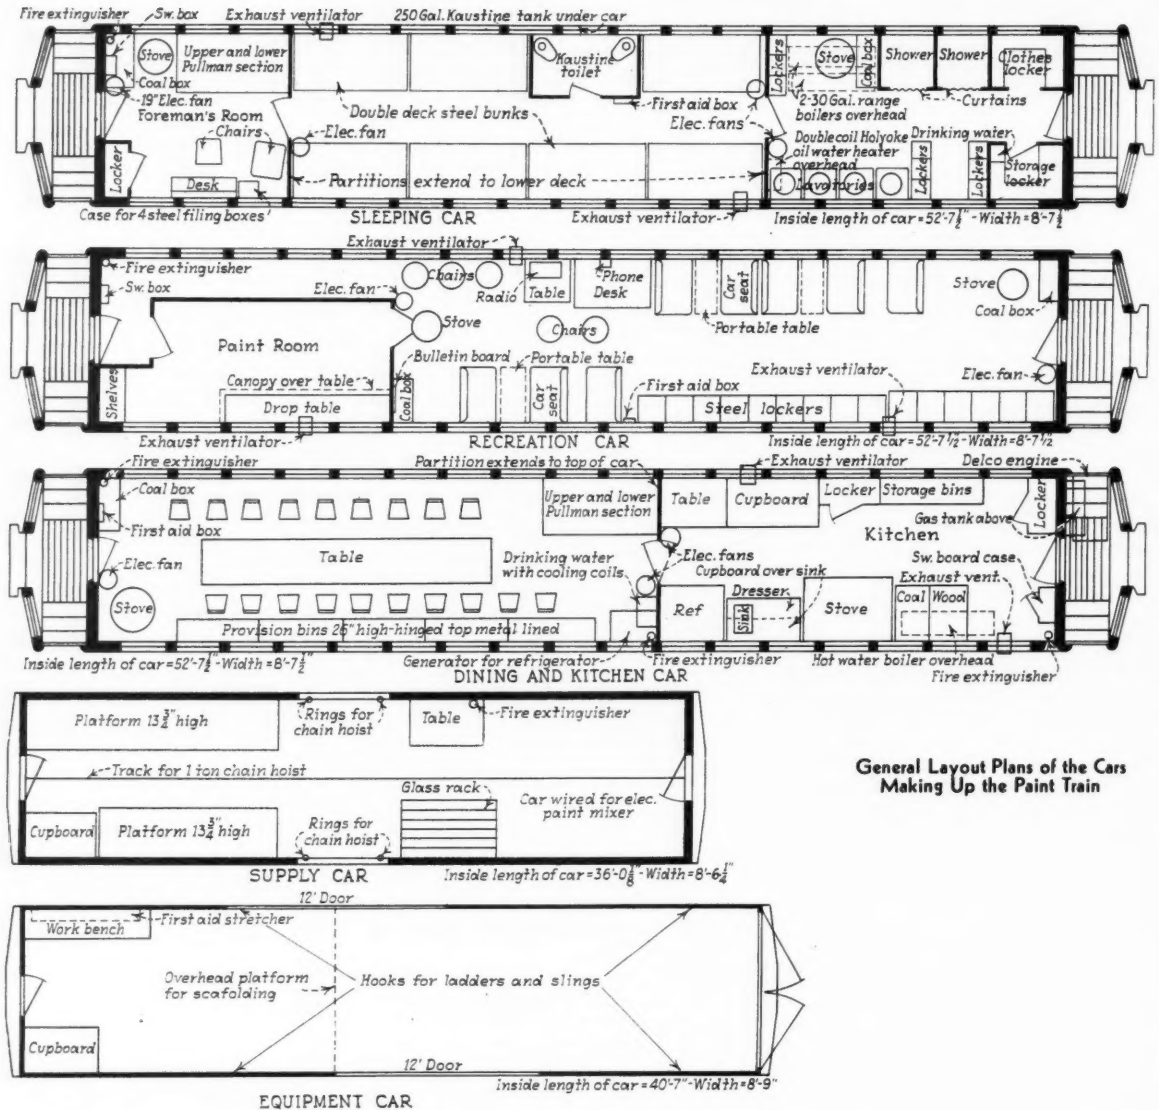 Fire extinguisher
Sw. box
Exhaust ventilator
250 Gal. Kaustine tank under car
Stove
Upper and lower
Pullman section
Coal box
19" Elec. fan
Foreman's Room
Chairs
Locker
Desk
Case for 4 steel filing boxes
Double deck steel bunks
Elec. fan
Partitions extend to lower deck
Kaustine
toilet
First aid box
Elec. fans
Exhaust ventilator
Lockers
Stove
Coal box
Shower
Shower
Clothes
locker
Curtains
2-30 Gal. range
boilers overhead
Double coil Holyoke
oil water heater
overhead
Lavatories
Drinking water
Lockers
Lockers
Storage
locker
SLEEPING CAR
Inside length of car = 52'-7½" - Width = 8'-7½"
Exhaust ventilator
Fire extinguisher
Sw. box
Elec. fan
Chairs
Radio
Table
Phone
Desk
Car
seat
Portable table
Stove
Coal box
Paint Room
Stove
Chairs
Bulletin board
Portable table
Canopy over table
Shelves
Drop table
Coal box
Car
seat
First aid box
Exhaust ventilator
Steel lockers
Elec. fan
Exhaust ventilator
RECREATION CAR
Inside length of car = 52'-7½ - Width = 8'-7½
Fire extinguisher
Partition extends to top of car
Exhaust ventilator
Delco engine
Coal box
First aid box
Elec. fan
Stove
Table
Upper and lower
Pullman section
Drinking water
with cooling coils
Provision bins 26" high-hinged top metal lined
Generator for refrigerator
Table
Cupboard
Locker
Storage bins
Locker
Gas tank above
Kitchen
Elec. fans
Cupboard over sink
Sw. board case
Exhaust vent.
Ref
Dresser
Sink
Stove
Coal
Wood
Fire extinguisher
Hot water boiler overhead
Fire extinguisher
Inside length of car = 52'-7½" - Width = 8'-7½"
DINING AND KITCHEN CAR
Platform 13¾" high
Rings for
chain hoist
Table
Fire extinguisher
Track for 1 ton chain hoist
Glass rack
Car wired for elec.
paint mixer
Cupboard
Platform 13¾" high
Rings for
chain hoist
SUPPLY CAR
Inside length of car = 36'-0⅛" - Width = 8'-6¼"
General Layout Plans of the Cars
Making Up the Paint Train
12' Door
First aid stretcher
Work bench
Overhead platform
for scafolding
Hooks for ladders and slings
Cupboard
12' Door
Inside length of car = 40'-7" - Width = 8'-9"
EQUIPMENT CAR